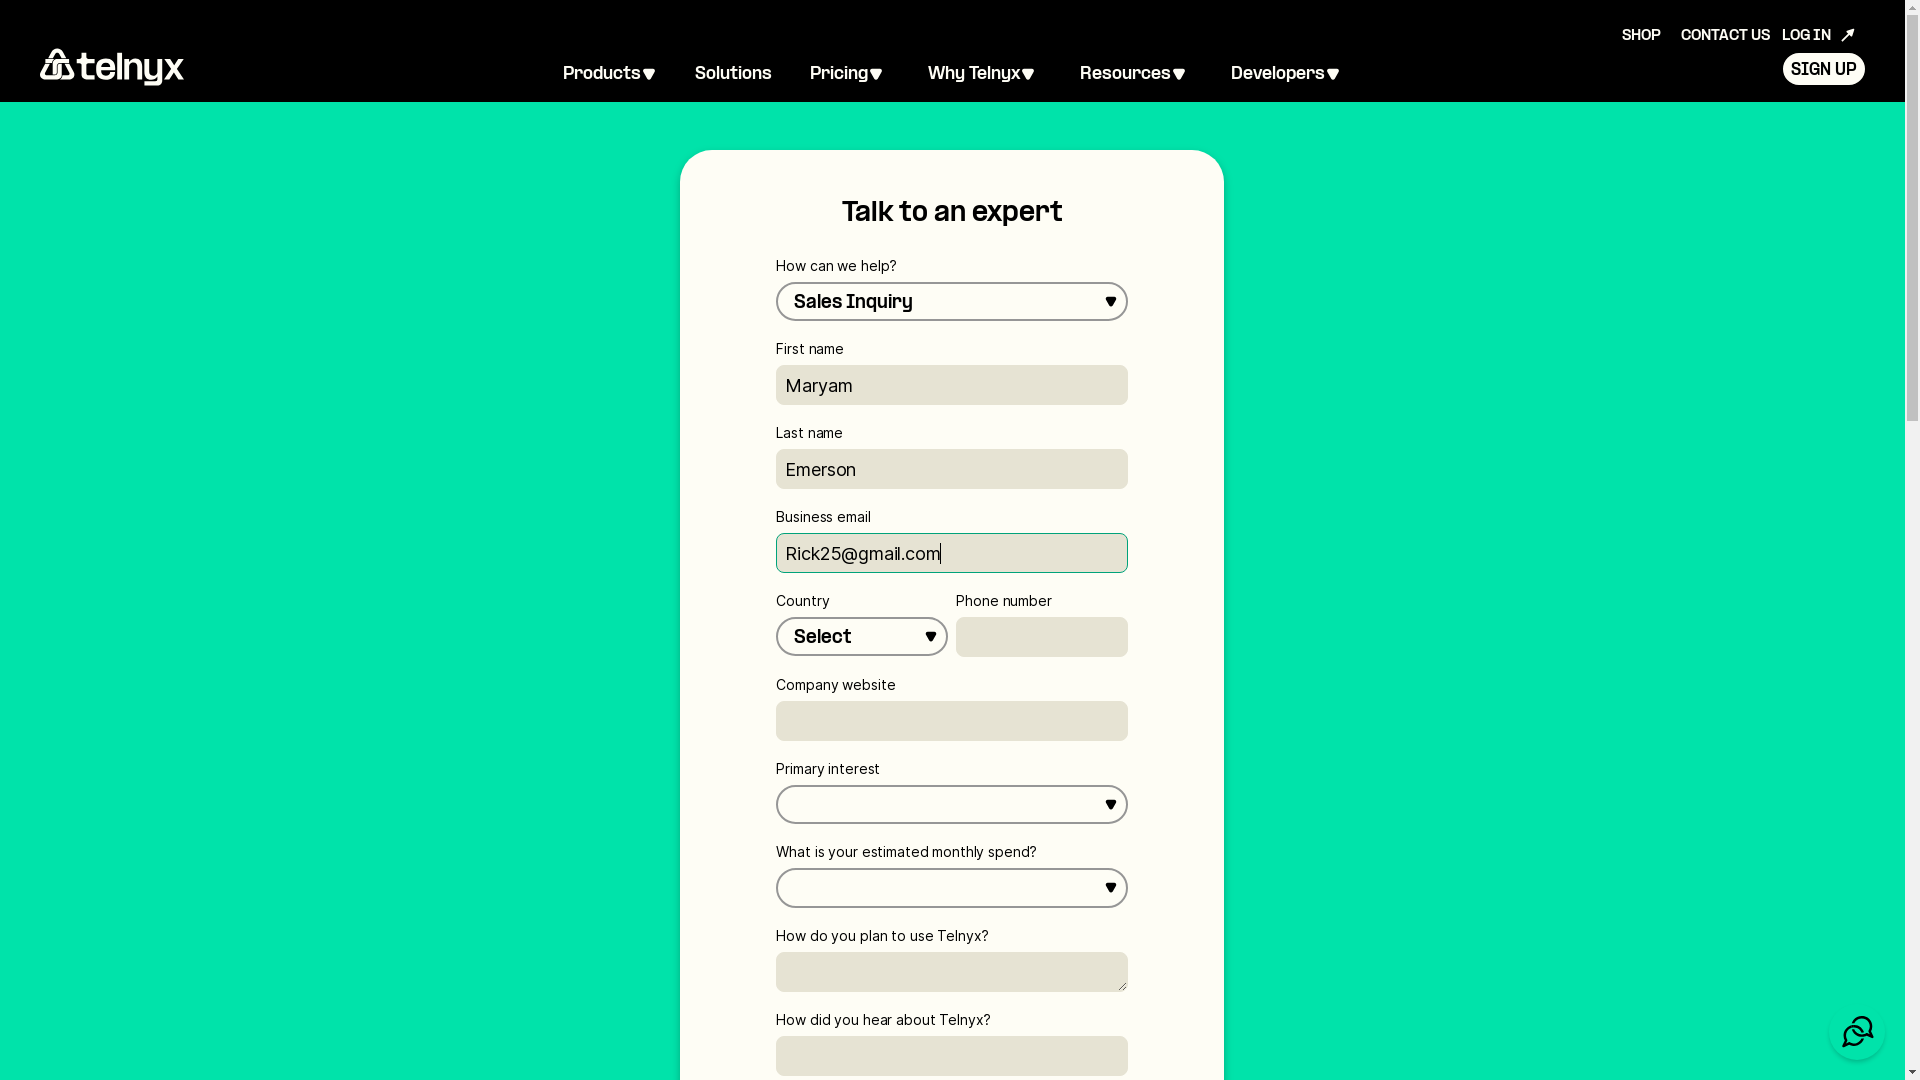 SHOP CONTACT US LOG IN
telnyx
Products Solutions Pricing Why Telnyx Resources Developers
SIGN UP
Talk to an expert
How can we help?
Sales Inquiry
First name
Maryam
Last name
Emerson
Business email
Rick25@gmail.com
Country Phone number
Select
Company website
Primary interest
What is your estimated monthly spend?
How do you plan to use Telnyx?
How did you hear about Telnyx?